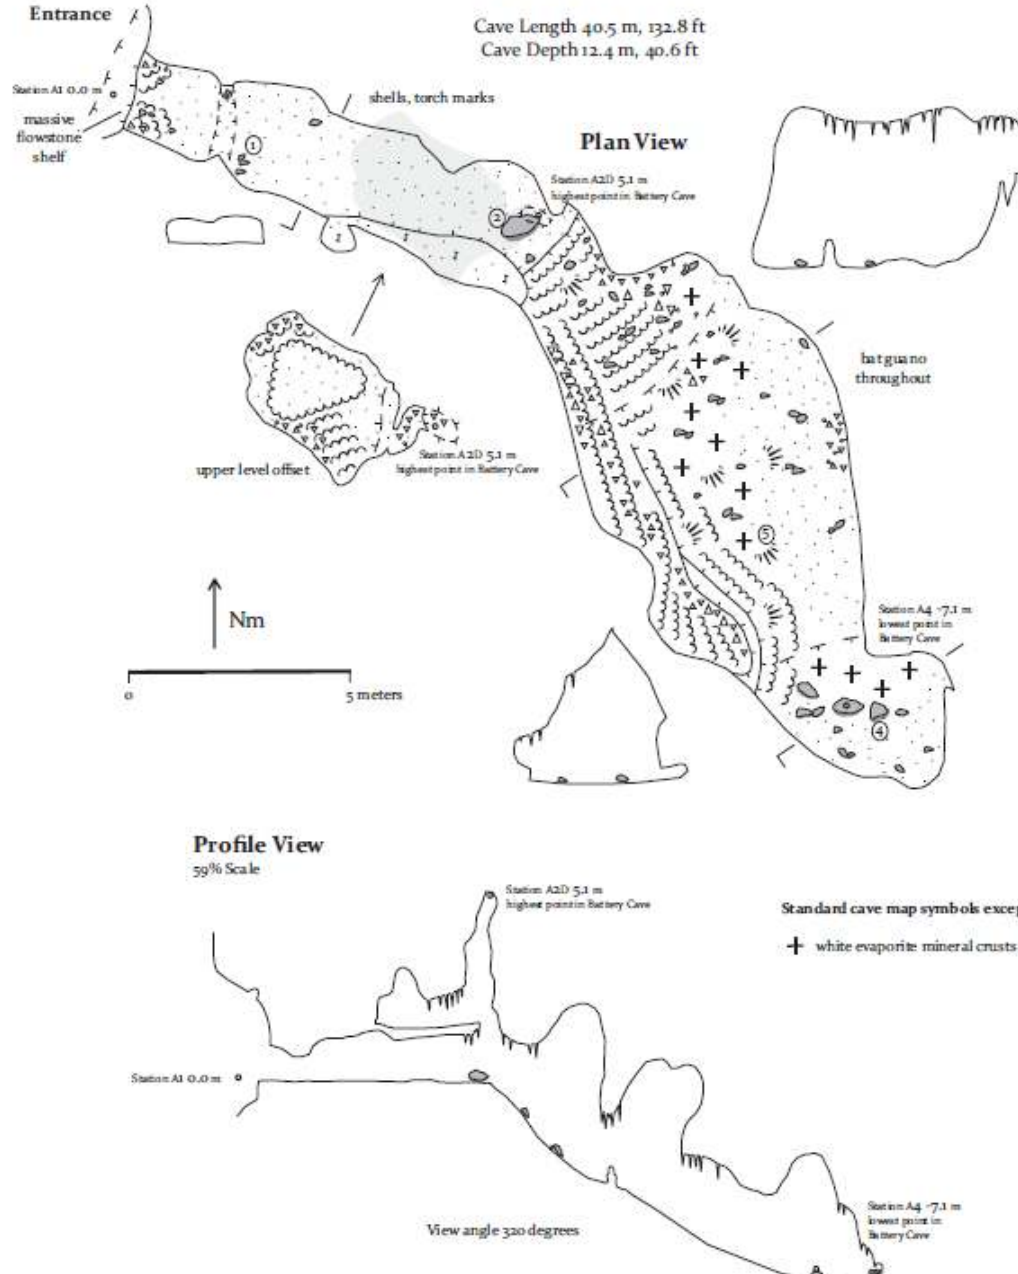 Entrance
Cave Length 40.5 m, 132.8 ft
Cave Depth 12.4 m, 40.6 ft
Station A1 0.0 m
massive
flowstone
shelf
shells, torch marks
Plan View
1
Station A2D 5.1 m
highest point in Battery Cave
2
bat guano
throughout
upper level offset
Station A2D 5.1 m
highest point in Battery Cave
5
Nm
Station A4 -7.1 m
lowest point in
Battery Cave
0 5 meters
4
Profile View
59% Scale
Station A2D 5.1 m
highest point in Battery Cave
Standard cave map symbols excep
white evaporite mineral crusts
Station A1 0.0 m
Station A4 -7.1 m
lowest point in
Battery Cave
View angle 320 degrees